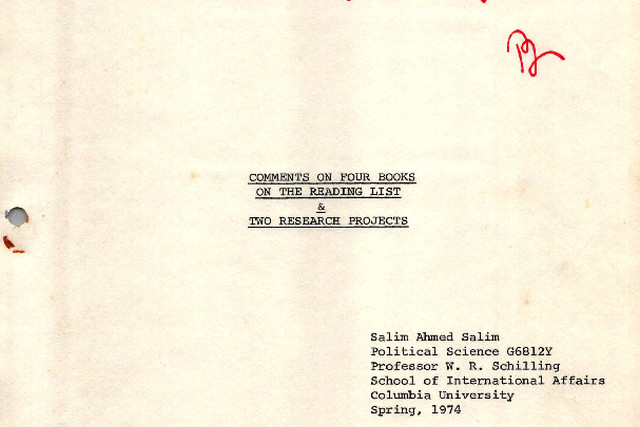 COMMENTS ON FOUR BOOKS
ON THE READING LIST
&
TWO RESEARCH PROJECTS
Salim Ahmed Salim
Political Science G6812Y
Professor W. R. Schilling
School of International Affairs
Columbia University
Spring, 1974